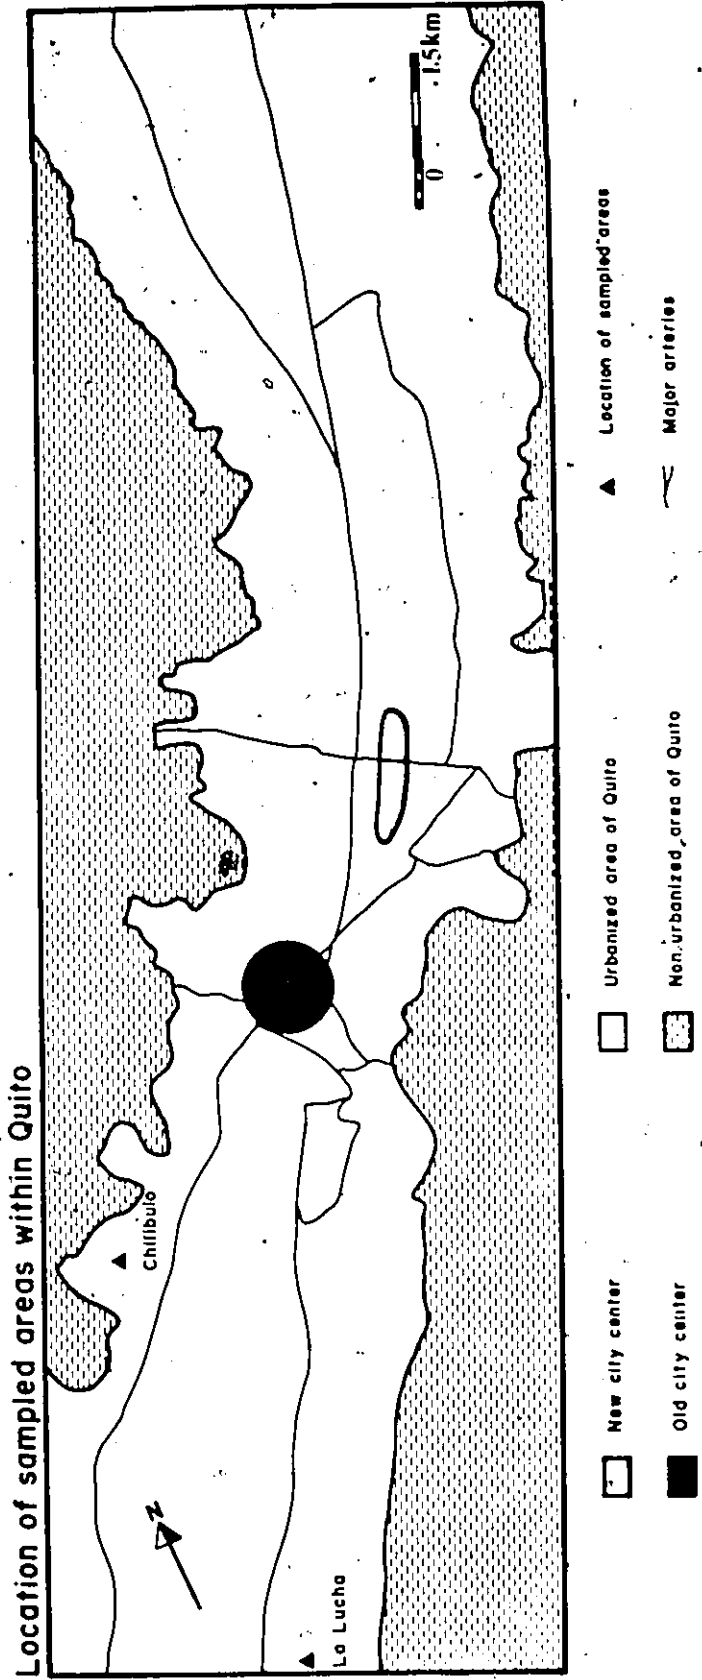 Location of sampled areas within Quito
Chillibulo
La Lucha
N
0 1.5km
New city center
Urbanized area of Quito
Location of sampled areas
Old city center
Non.urbanized area of Quito
Major arteries